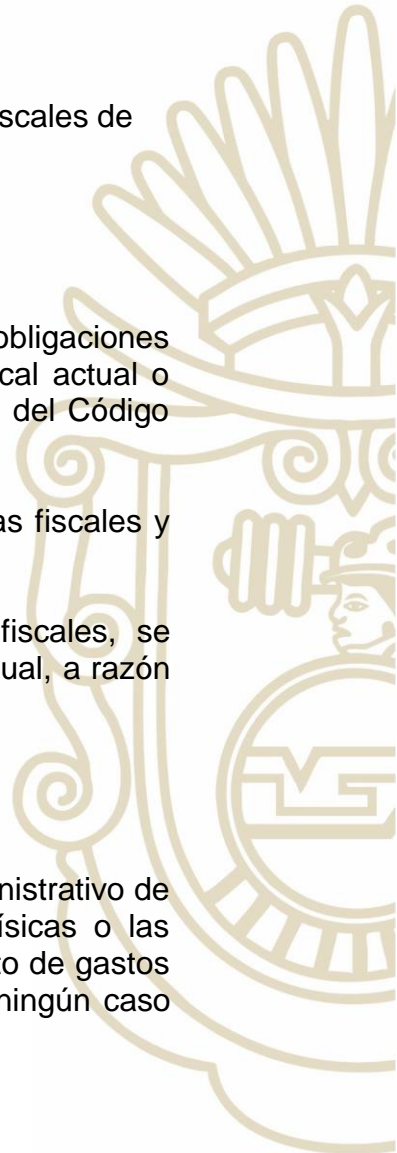 scales de
obligaciones
cal actual o
del Código
as fiscales y
fiscales, se
ual, a razón
nistrativo de
ísicas o las
to de gastos
ningún caso